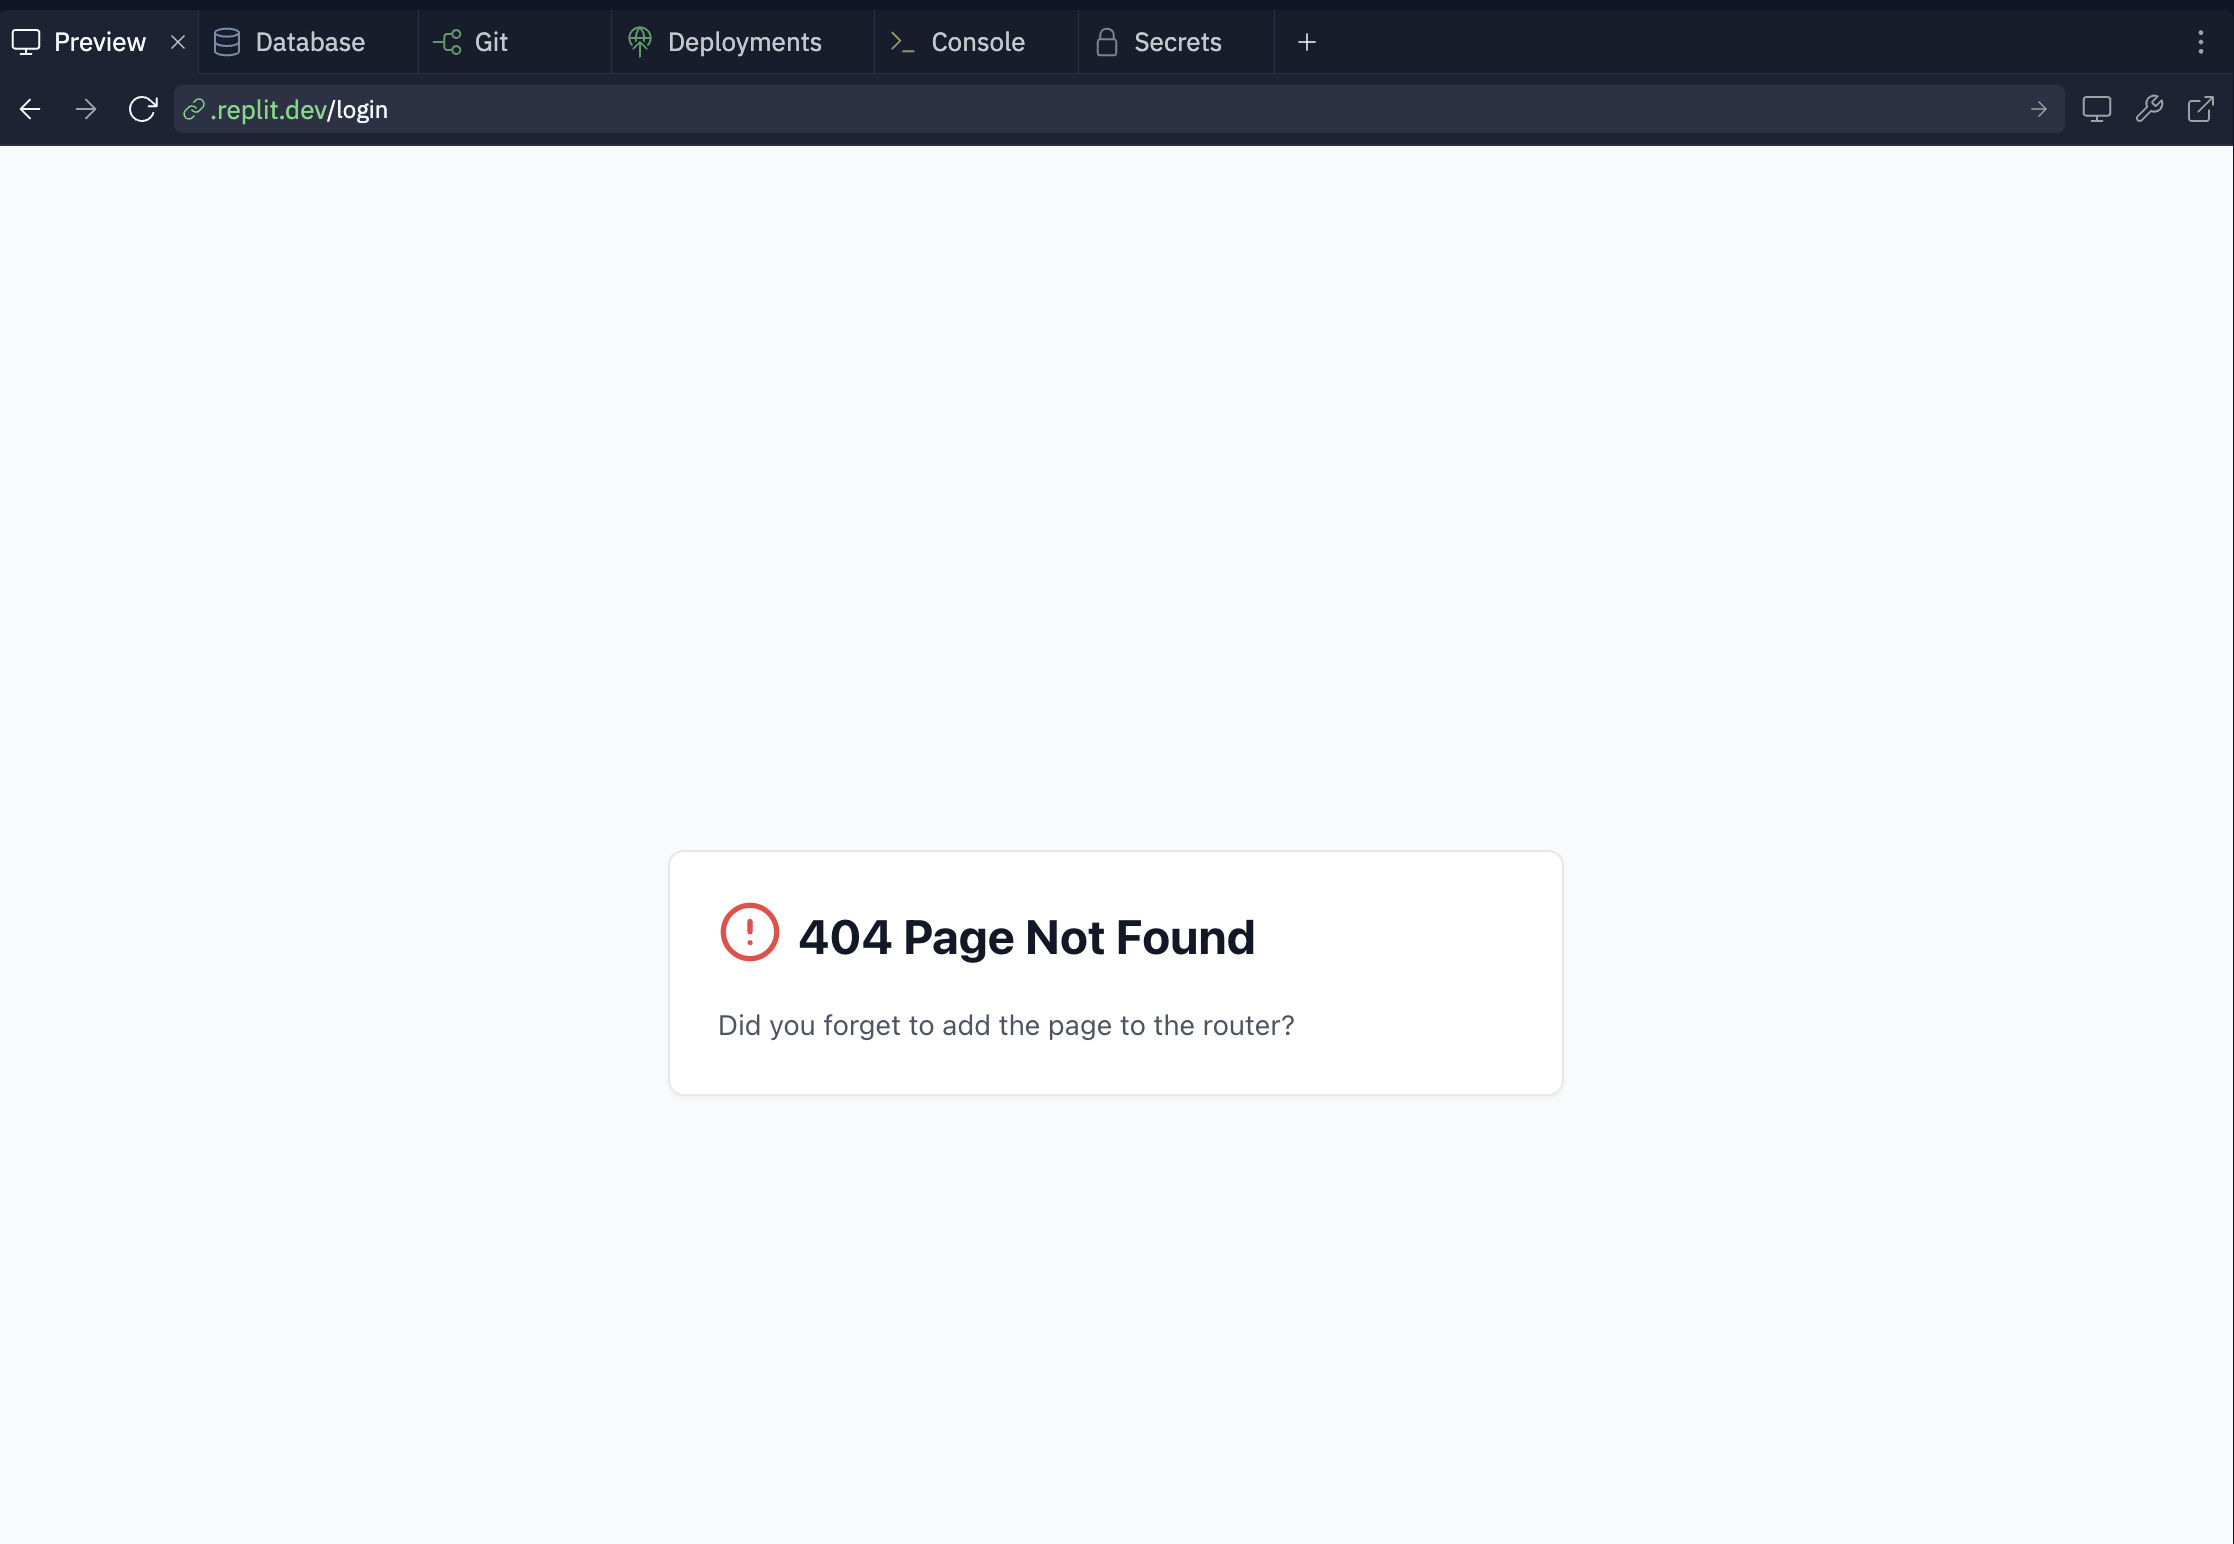 Preview Database Git Deployments Console Secrets
.replit.dev/login
404 Page Not Found
Did you forget to add the page to the router?